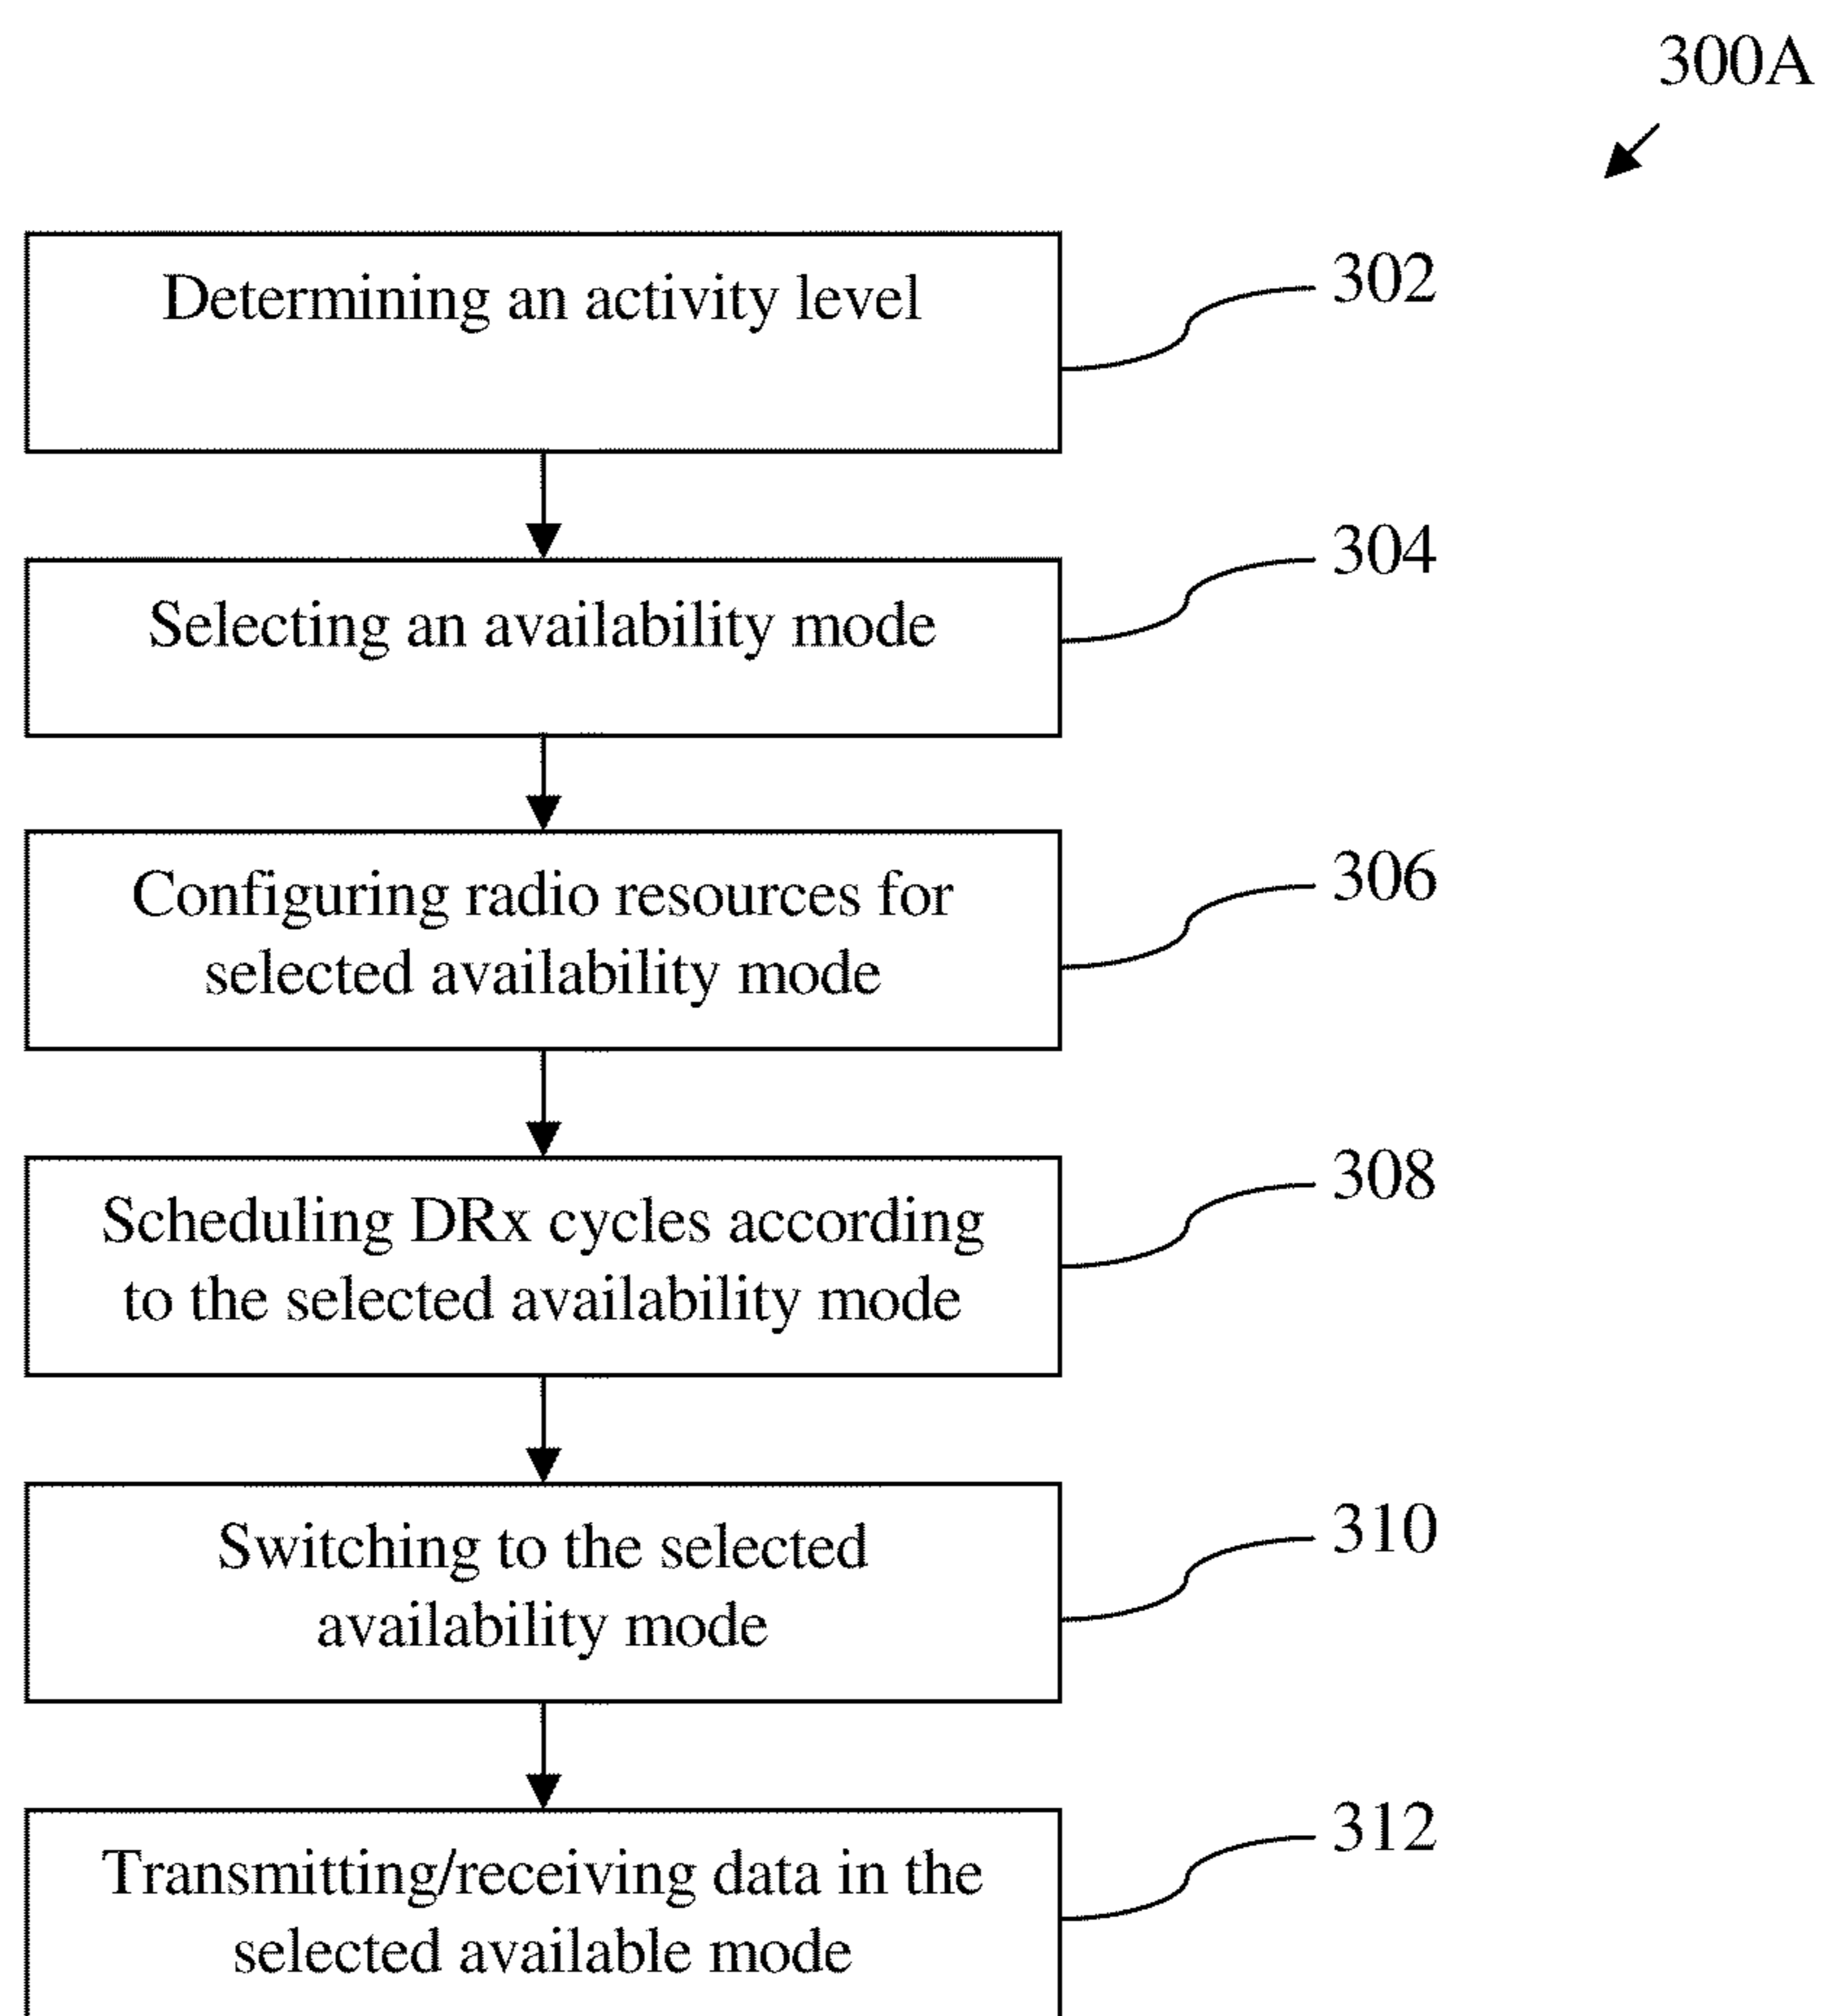 300A
Determining an activity level
302
Selecting an availability mode
304
Configuring radio resources for
selected availability mode
306
Scheduling DRx cycles according
to the selected availability mode
308
Switching to the selected
availability mode
310
Transmitting/receiving data in the
selected available mode
312